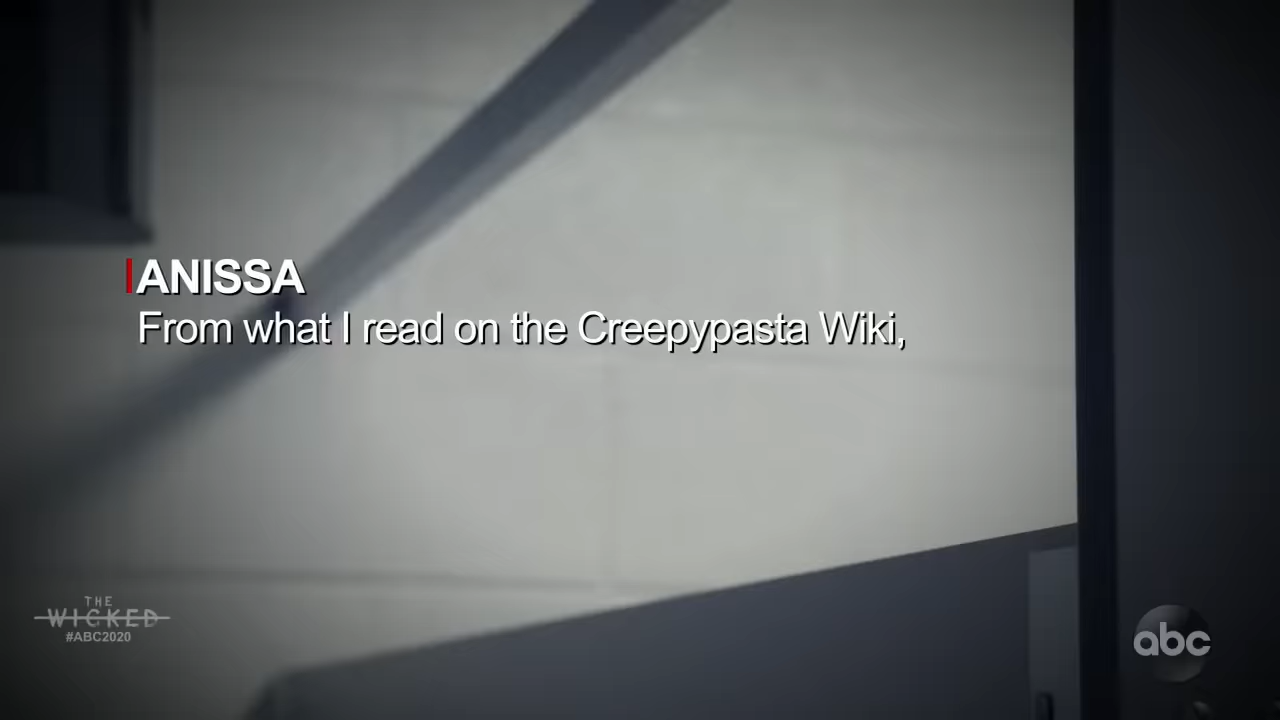 ANISSA
From what I read on the Creepypasta Wiki,
THE
WICKED
#ABC2020
abc